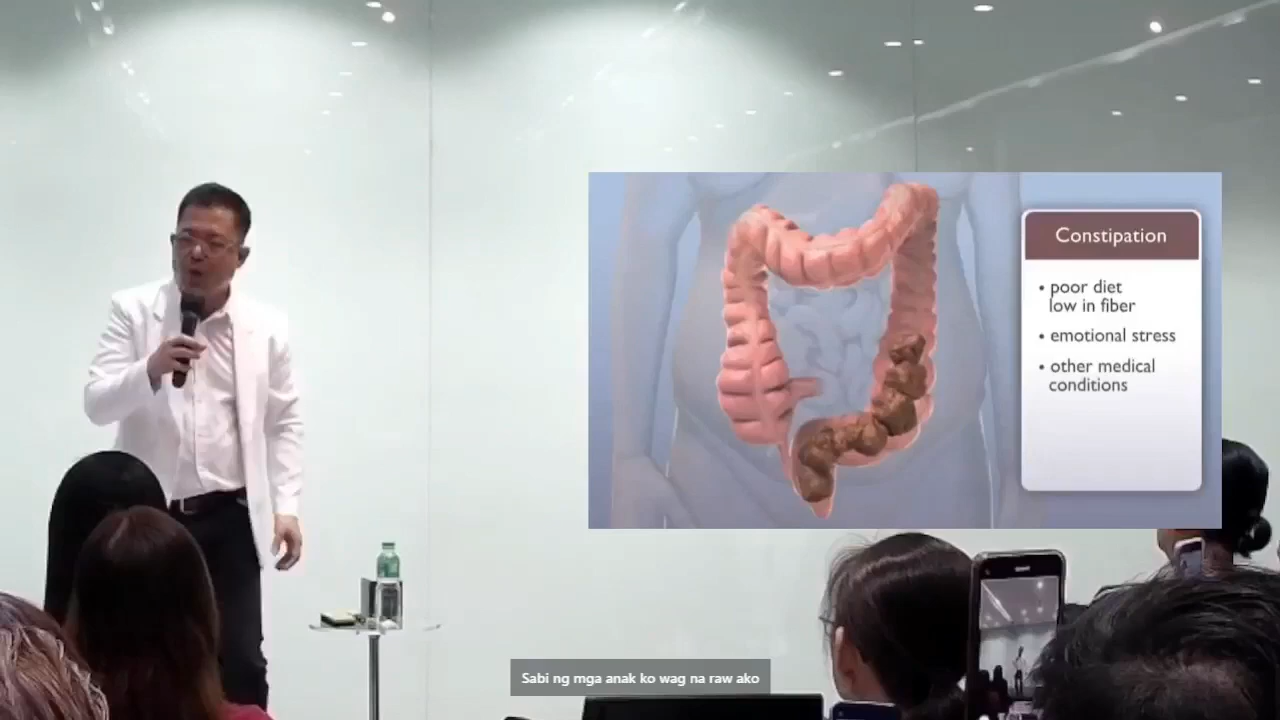 Constipation
• poor diet
low in fiber
• emotional stress
• other medical
conditions
Sabi ng mga anak ko wag na raw ako